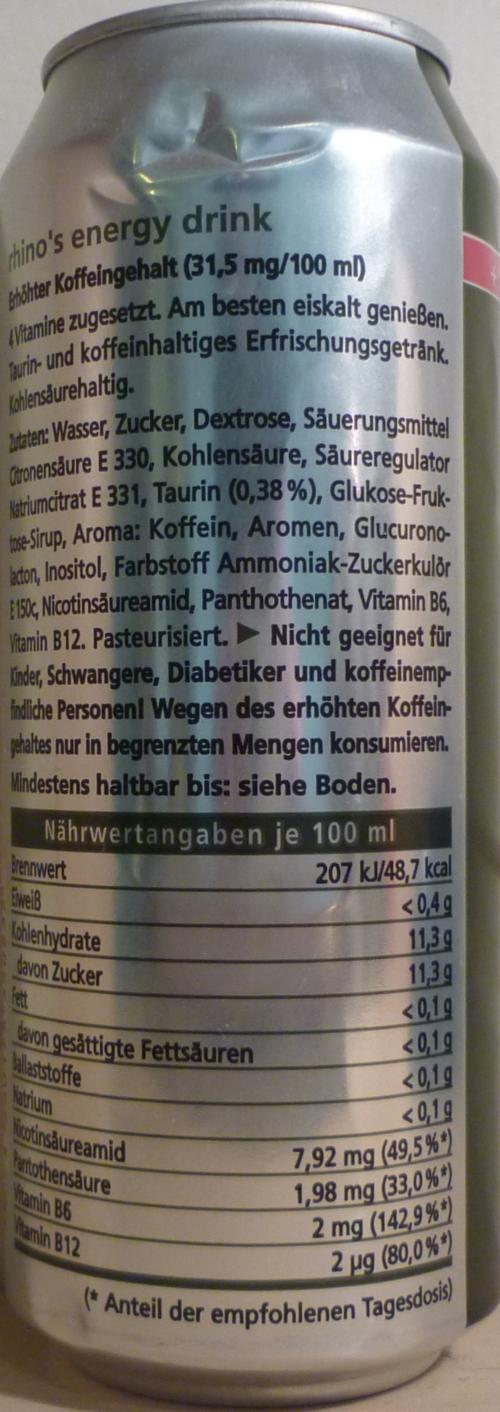 rhino's energy drink
Erhöhter Koffeingehalt (31,5 mg/100 ml)
4 Vitamine zugesetzt. Am besten eiskalt genießen.
Taurin- und koffeinhaltiges Erfrischungsgetränk.
Kohlensäurehaltig.
Zutaten: Wasser, Zucker, Dextrose, Säuerungsmittel
Citronensäure E 330, Kohlensäure, Säureregulator
Natriumcitrat E 331, Taurin (0,38 %), Glukose-Fruk-
tose-Sirup, Aroma: Koffein, Aromen, Glucurono-
lacton, Inositol, Farbstoff Ammoniak-Zuckerkulör
E 150c, Nicotinsäureamid, Panthothenat, Vitamin B6,
Vitamin B12. Pasteurisiert. ► Nicht geeignet für
Kinder, Schwangere, Diabetiker und koffeinemp-
findliche Personen! Wegen des erhöhten Koffein-
gehaltes nur in begrenzten Mengen konsumieren.
Mindestens haltbar bis: siehe Boden.
Nährwertangaben je 100 ml
Brennwert 207 kJ/48,7 kcal
Eiweiß < 0,4 g
Kohlenhydrate 11,3 g
davon Zucker 11,3 g
Fett < 0,1 g
davon gesättigte Fettsäuren < 0,1 g
Ballaststoffe < 0,1 g
Natrium < 0,1 g
Nicotinsäureamid 7,92 mg (49,5 %*)
Pantothensäure 1,98 mg (33,0 %*)
Vitamin B6 2 mg (142,9 %*)
Vitamin B12 2 µg (80,0 %*)
(* Anteil der empfohlenen Tagesdosis)